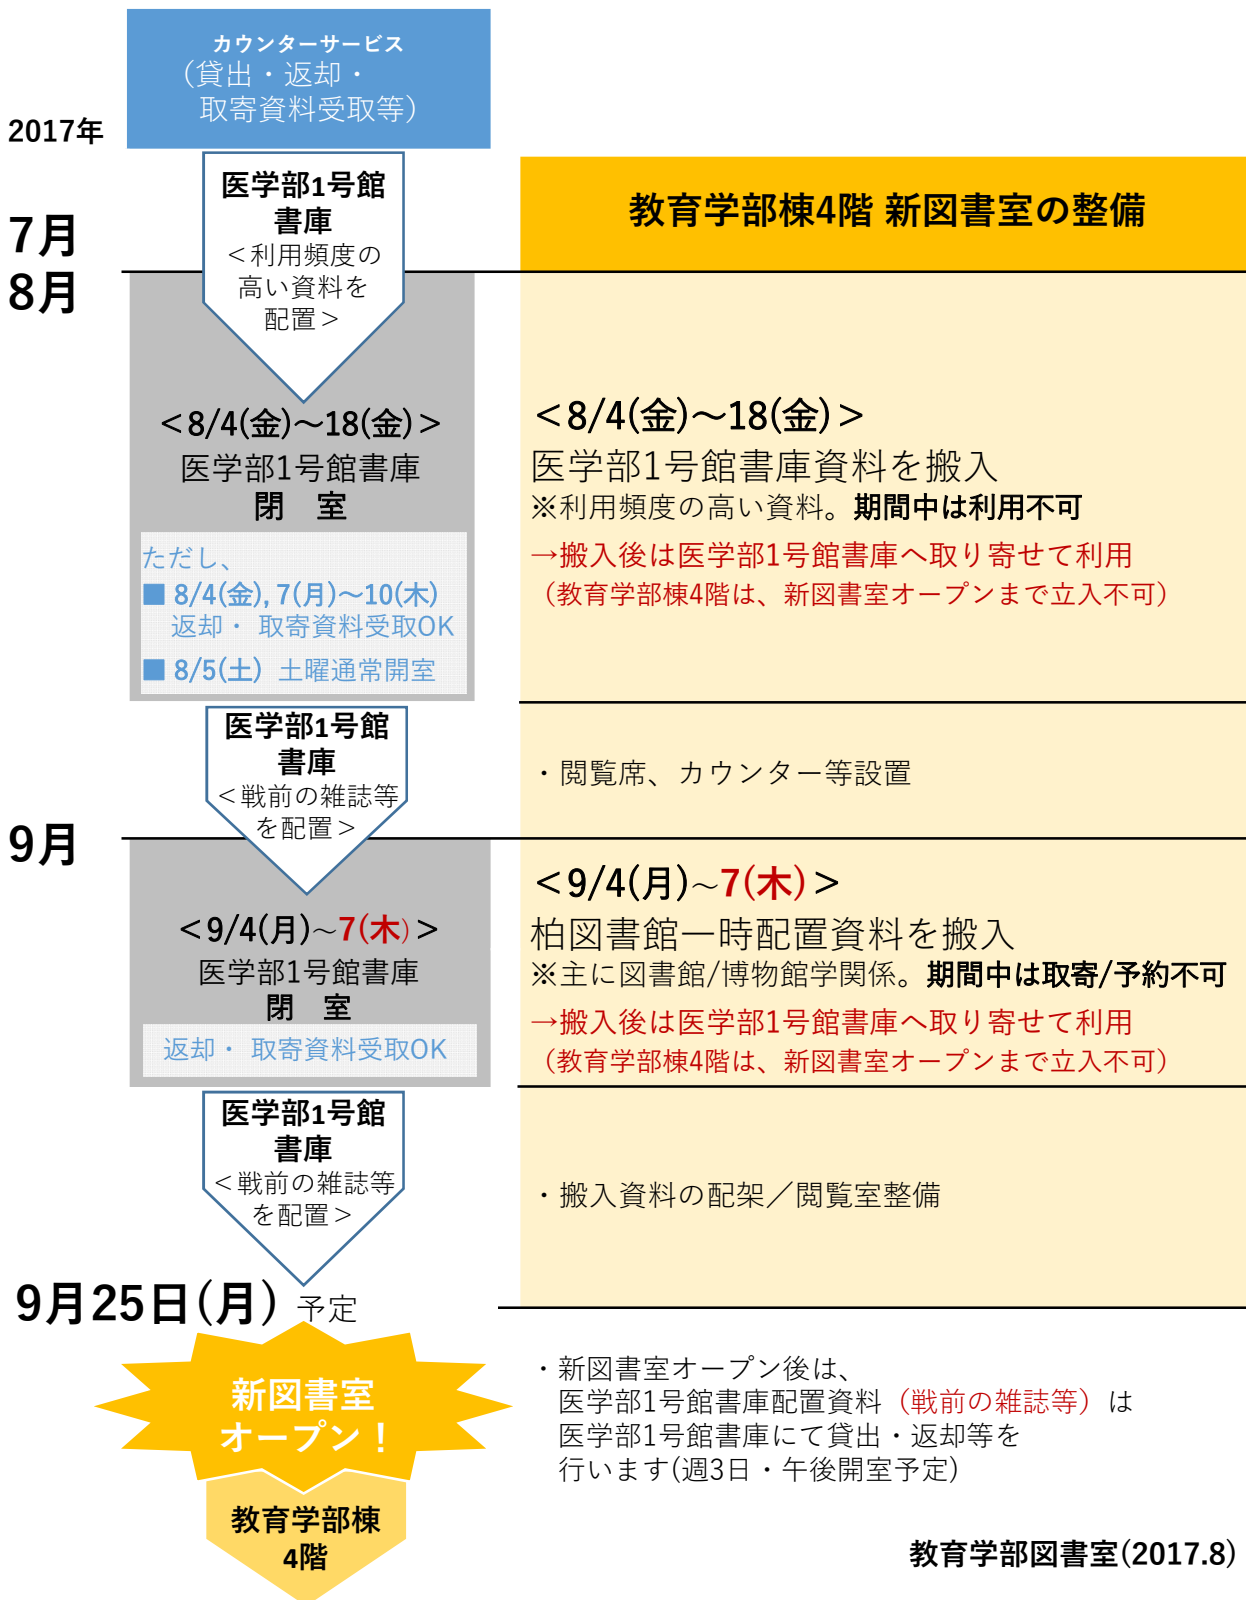 カウンターサービス
（貸出・返却・
取寄資料受取等）
2017年
医学部1号館
書庫
＜利用頻度の
高い資料を
配置＞
教育学部棟4階 新図書室の整備
7月
8月
＜8/4(金)～18(金)＞
医学部1号館書庫
閉　室
ただし、
■ 8/4(金), 7(月)～10(木)
返却・ 取寄資料受取OK
■ 8/5(土) 土曜通常開室
＜8/4(金)～18(金)＞
医学部1号館書庫資料を搬入
※利用頻度の高い資料。期間中は利用不可
→搬入後は医学部1号館書庫へ取り寄せて利用
（教育学部棟4階は、新図書室オープンまで立入不可）
医学部1号館
書庫
＜戦前の雑誌等
を配置＞
・閲覧席、カウンター等設置
9月
＜9/4(月)～7(木)＞
医学部1号館書庫
閉　室
返却・ 取寄資料受取OK
＜9/4(月)～7(木)＞
柏図書館一時配置資料を搬入
※主に図書館/博物館学関係。期間中は取寄/予約不可
→搬入後は医学部1号館書庫へ取り寄せて利用
（教育学部棟4階は、新図書室オープンまで立入不可）
医学部1号館
書庫
＜戦前の雑誌等
を配置＞
・搬入資料の配架／閲覧室整備
9月25日(月) 予定
新図書室
オープン！
教育学部棟
4階
・新図書室オープン後は、
医学部1号館書庫配置資料（戦前の雑誌等）は
医学部1号館書庫にて貸出・返却等を
行います(週3日・午後開室予定)
教育学部図書室(2017.8)